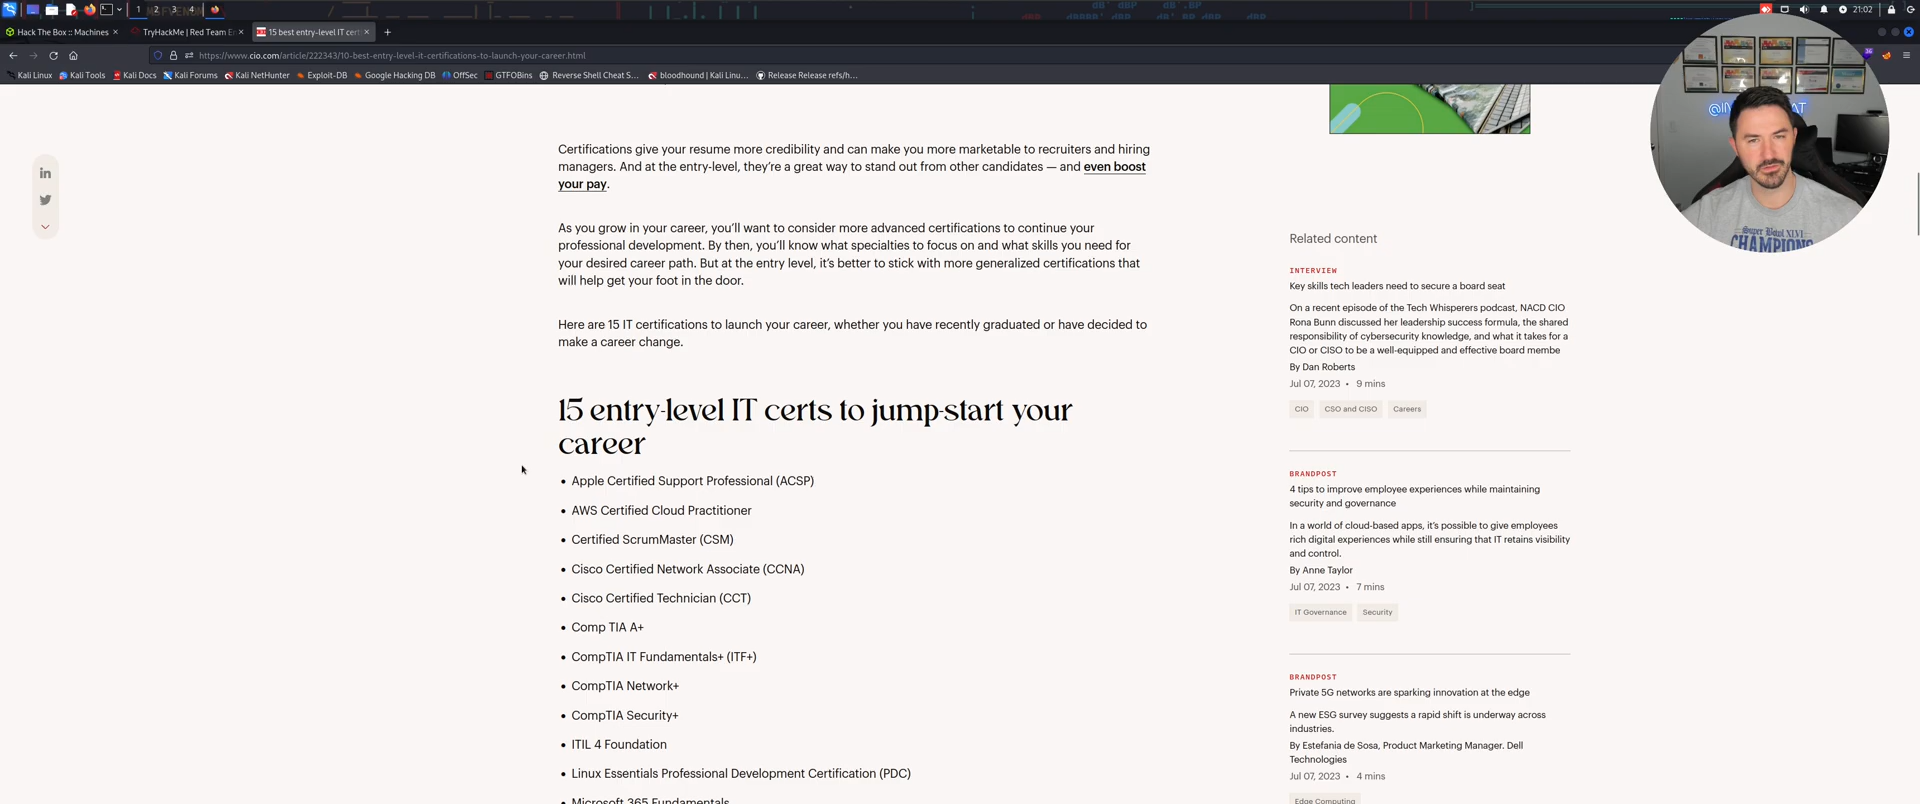 1 2 3 4
21:02
Hack The Box :: Machines
TryHackMe | Red Team E
15 best entry-level IT cert
https://www.cio.com/article/222343/10-best-entry-level-it-certifications-to-launch-your-career.html
Kali Linux
Kali Tools
Kali Docs
Kali Forums
Kali NetHunter
Exploit-DB
Google Hacking DB
OffSec
GTFOBins
Reverse Shell Cheat S...
bloodhound | Kali Linu...
Release Release refs/h...
Certifications give your resume more credibility and can make you more marketable to recruiters and hiring
managers. And at the entry-level, they're a great way to stand out from other candidates — and even boost
your pay.
As you grow in your career, you'll want to consider more advanced certifications to continue your
professional development. By then, you'll know what specialties to focus on and what skills you need for
your desired career path. But at the entry level, it's better to stick with more generalized certifications that
will help get your foot in the door.
Here are 15 IT certifications to launch your career, whether you have recently graduated or have decided to
make a career change.
15 entry-level IT certs to jump-start your
career
• Apple Certified Support Professional (ACSP)
• AWS Certified Cloud Practitioner
• Certified ScrumMaster (CSM)
• Cisco Certified Network Associate (CCNA)
• Cisco Certified Technician (CCT)
• Comp TIA A+
• CompTIA IT Fundamentals+ (ITF+)
• CompTIA Network+
• CompTIA Security+
• ITIL 4 Foundation
• Linux Essentials Professional Development Certification (PDC)
• Microsoft 365 Fundamentals
Related content
INTERVIEW
Key skills tech leaders need to secure a board seat
On a recent episode of the Tech Whisperers podcast, NACD CIO
Rona Bunn discussed her leadership success formula, the shared
responsibility of cybersecurity knowledge, and what it takes for a
CIO or CISO to be a well-equipped and effective board membe
By Dan Roberts
Jul 07, 2023 • 9 mins
CIO
CSO and CISO
Careers
BRANDPOST
4 tips to improve employee experiences while maintaining
security and governance
In a world of cloud-based apps, it's possible to give employees
rich digital experiences while still ensuring that IT retains visibility
and control.
By Anne Taylor
Jul 07, 2023 • 7 mins
IT Governance
Security
BRANDPOST
Private 5G networks are sparking innovation at the edge
A new ESG survey suggests a rapid shift is underway across
industries.
By Estefania de Sosa, Product Marketing Manager. Dell
Technologies
Jul 07, 2023 • 4 mins
Edge Computing
Super Bowl XLVI
CHAMPIONS